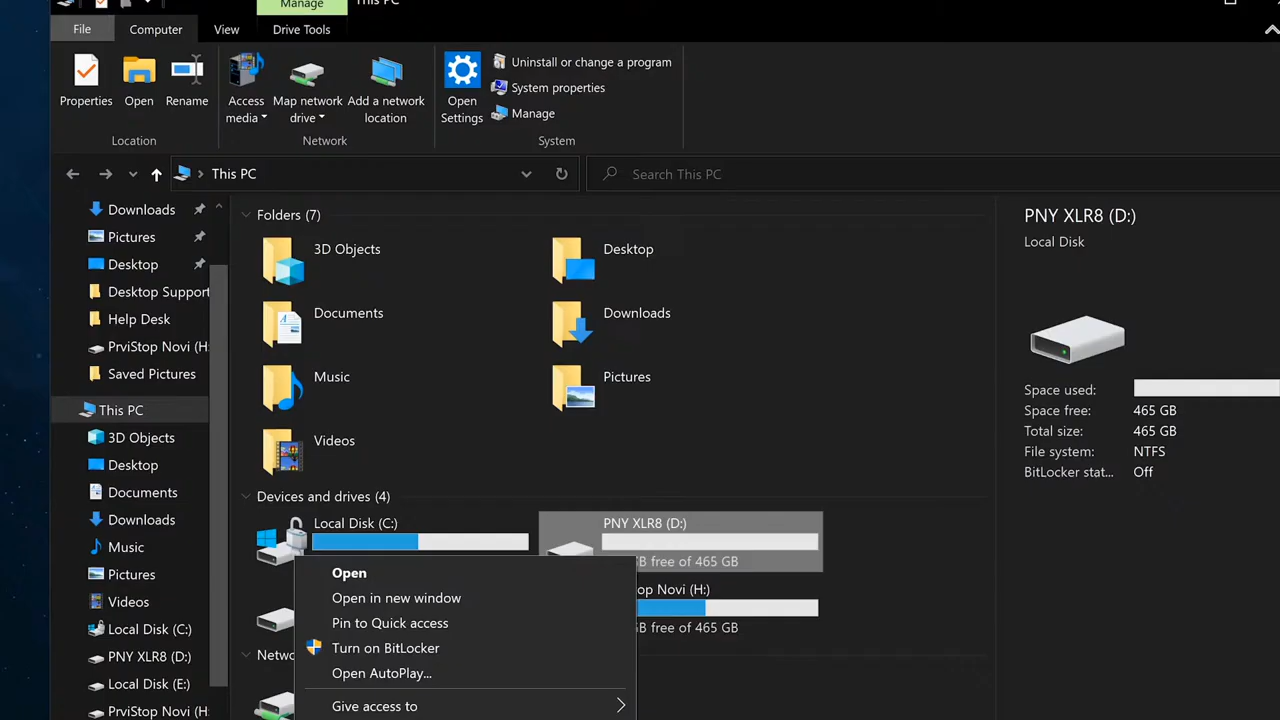 Manage
This PC
File
Computer
View
Drive Tools
Properties
Open
Rename
Access
media
Map network
drive
Add a network
location
Open
Settings
Uninstall or change a program
System properties
Manage
Location
Network
System
This PC
Search This PC
Downloads
Pictures
Desktop
Desktop Support
Help Desk
PrviStop Novi (H:
Saved Pictures
This PC
3D Objects
Desktop
Documents
Downloads
Music
Pictures
Videos
Local Disk (C:)
PNY XLR8 (D:)
Local Disk (E:)
PrviStop Novi (H:
Folders (7)
3D Objects
Desktop
Documents
Downloads
Music
Pictures
Videos
Devices and drives (4)
Local Disk (C:)
PNY XLR8 (D:)
GB free of 465 GB
op Novi (H:)
GB free of 465 GB
Netwo
Open
Open in new window
Pin to Quick access
Turn on BitLocker
Open AutoPlay...
Give access to
PNY XLR8 (D:)
Local Disk
Space used:
Space free: 465 GB
Total size: 465 GB
File system: NTFS
BitLocker stat... Off